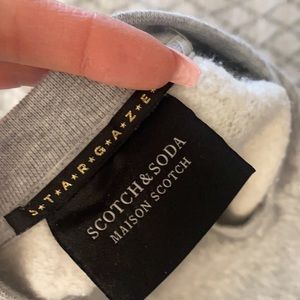 S★T★A★R★G★A★Z★E
SCOTCH & SODA
MAISON SCOTCH